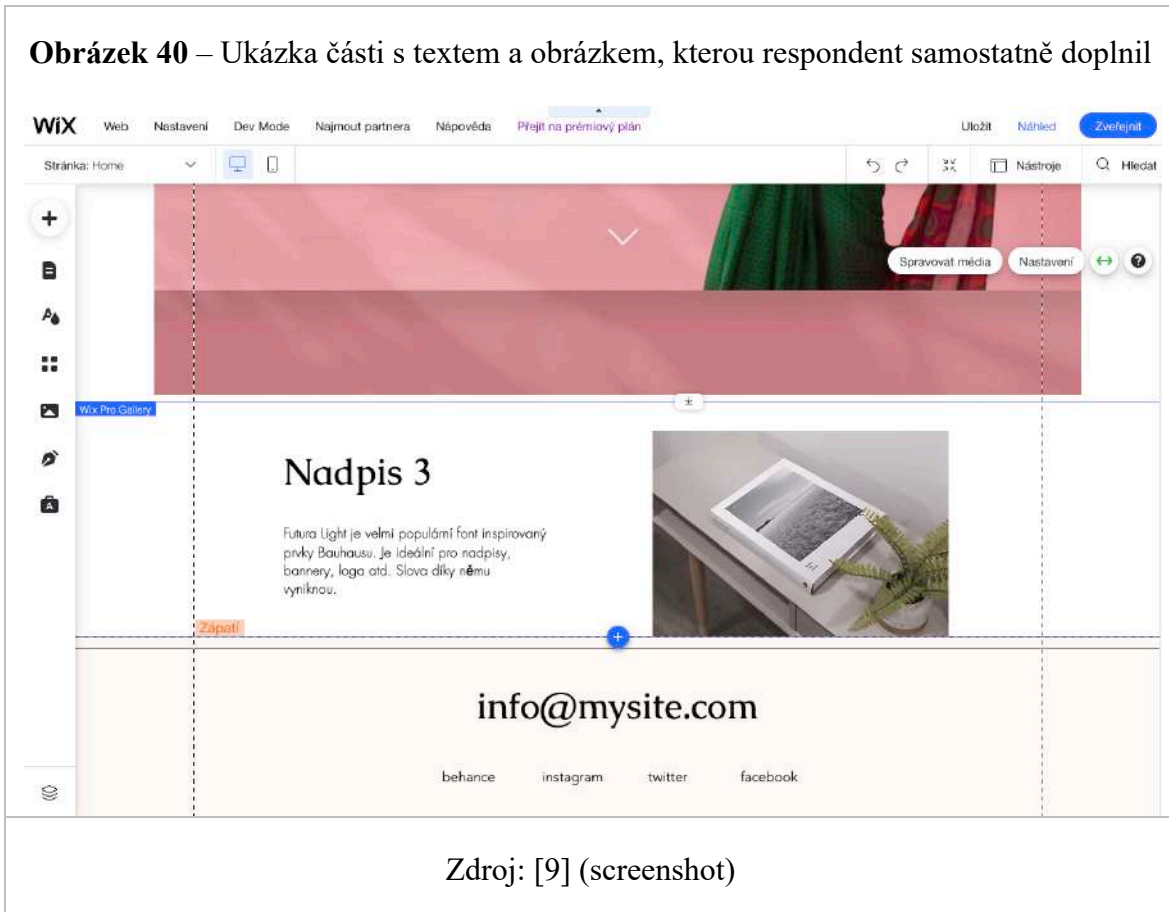 Obrázek 40 – Ukázka části s textem a obrázkem, kterou respondent samostatně doplnil
WiX Web Nastavení Dev Mode Najmout partnera Nápověda Přejít na prémiový plán Uložit Náhled Zveřejnit
Stránka: Home Nástroje Hledat
Spravovat média Nastavení
Wix Pro Gallery
Nadpis 3
Futura Light je velmi populární font inspirovaný
prvky Bauhausu. Je ideální pro nadpisy,
bannery, loga atd. Slova díky němu
vyniknou.
Zápatí
info@mysite.com
behance instagram twitter facebook
Zdroj: [9] (screenshot)